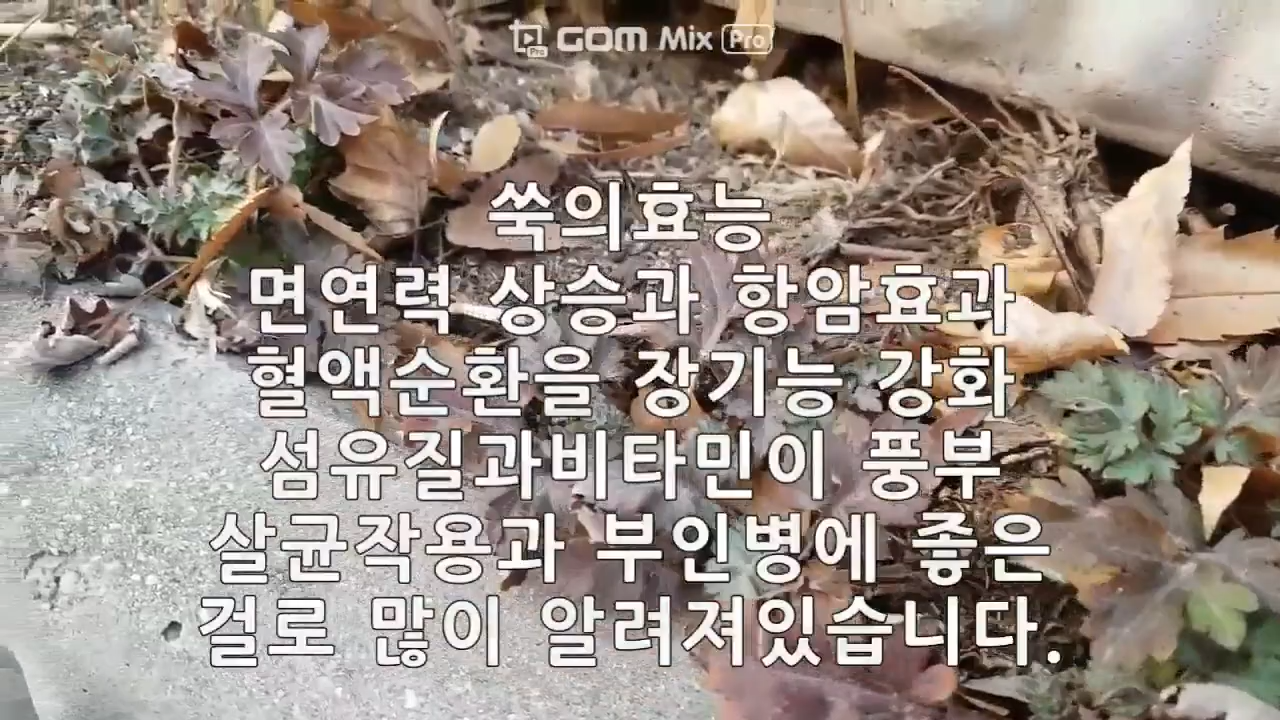 GOM Mix Pro
쑥의효능
면연력 상승과 항암효과
혈액순환을 장기능 강화
섬유질과비타민이 풍부
살균작용과 부인병에 좋은
걸로 많이 알려져있습니다.